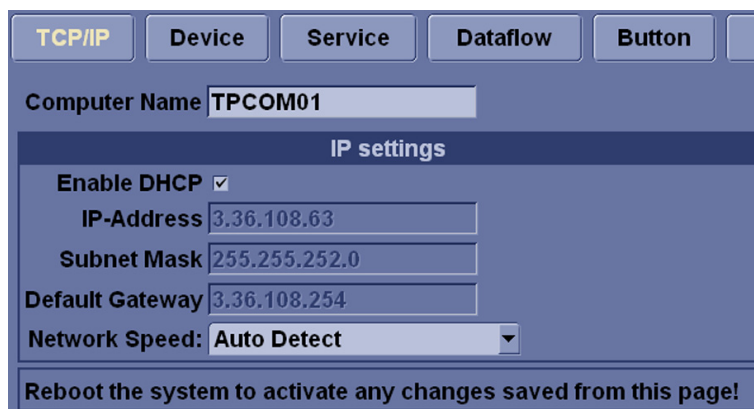 TCP/IP Device Service Dataflow Button
Computer Name TPCOM01
IP settings
Enable DHCP
IP-Address 3.36.108.63
Subnet Mask 255.255.252.0
Default Gateway 3.36.108.254
Network Speed: Auto Detect
Reboot the system to activate any changes saved from this page!